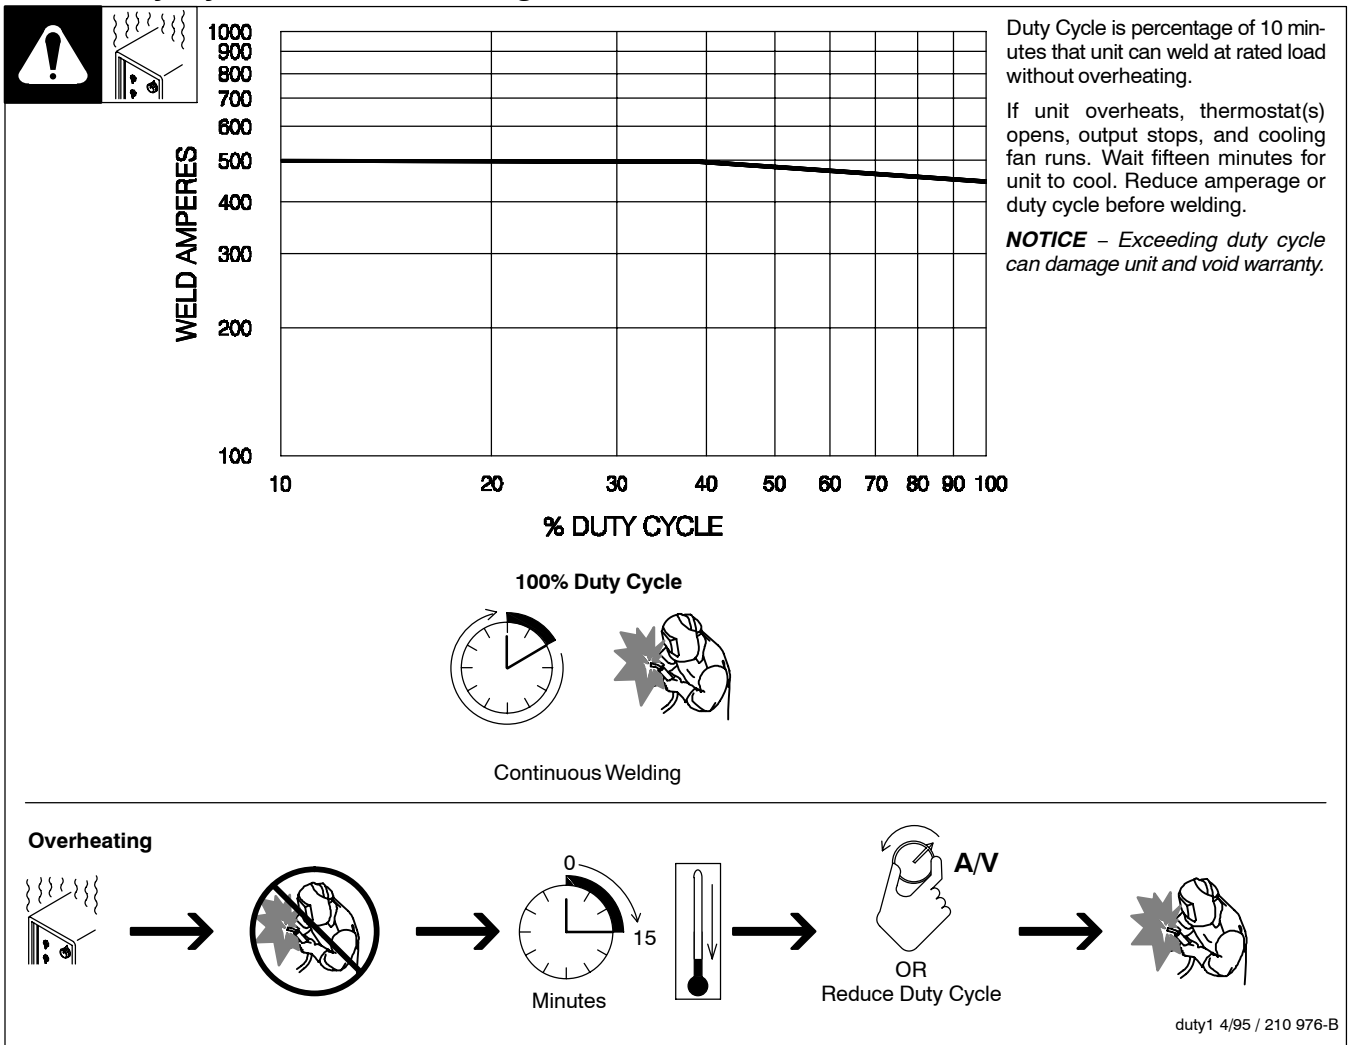 1000
900
800
700
600
500
400
300
200
100
WELD AMPERES
10 20 30 40 50 60 70 80 90 100
% DUTY CYCLE
Duty Cycle is percentage of 10 min-
utes that unit can weld at rated load
without overheating.
If unit overheats, thermostat(s)
opens, output stops, and cooling
fan runs. Wait fifteen minutes for
unit to cool. Reduce amperage or
duty cycle before welding.
NOTICE – Exceeding duty cycle
can damage unit and void warranty.
100% Duty Cycle
Continuous Welding
Overheating
0
15
Minutes
A/V
OR
Reduce Duty Cycle
duty1 4/95 / 210 976-B